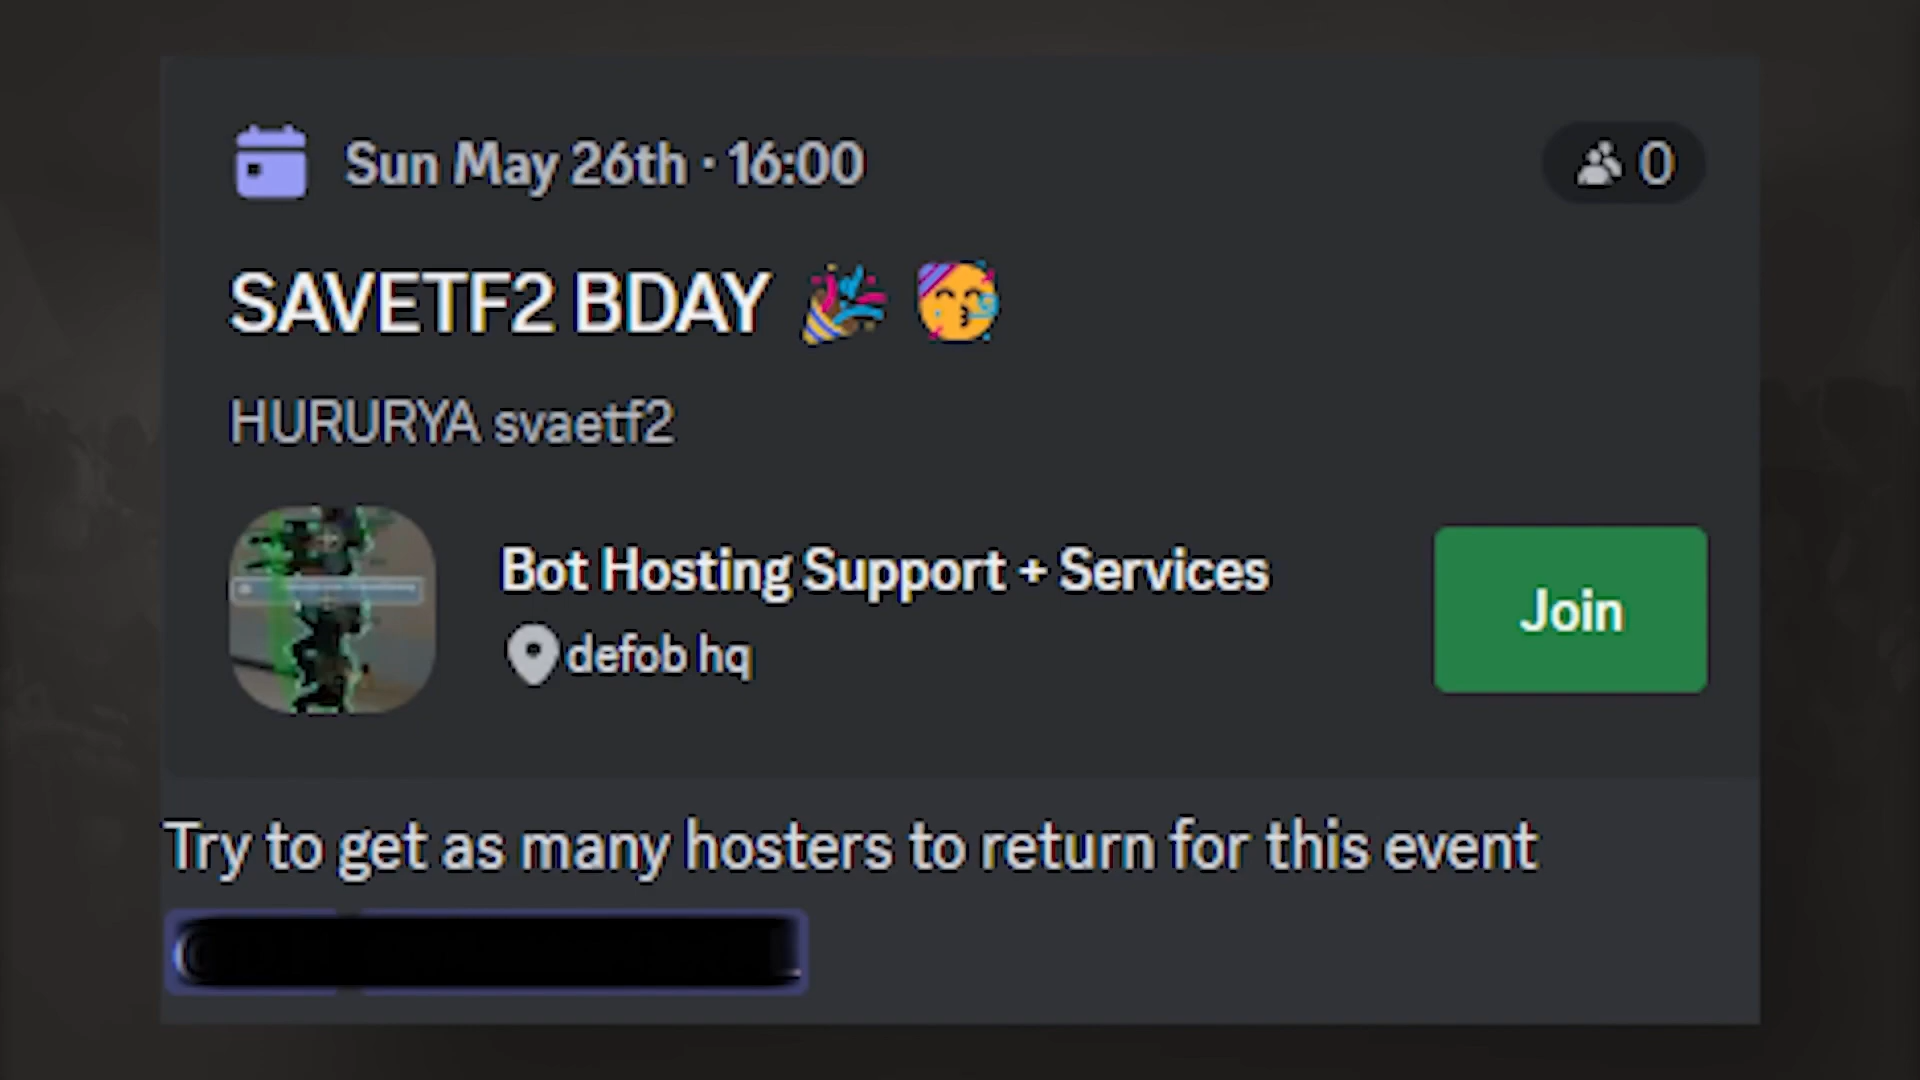 Sun May 26th · 16:00
0
SAVETF2 BDAY 🎉 🥳
HURURYA svaetf2
Bot Hosting Support + Services
defob hq
Join
Try to get as many hosters to return for this event